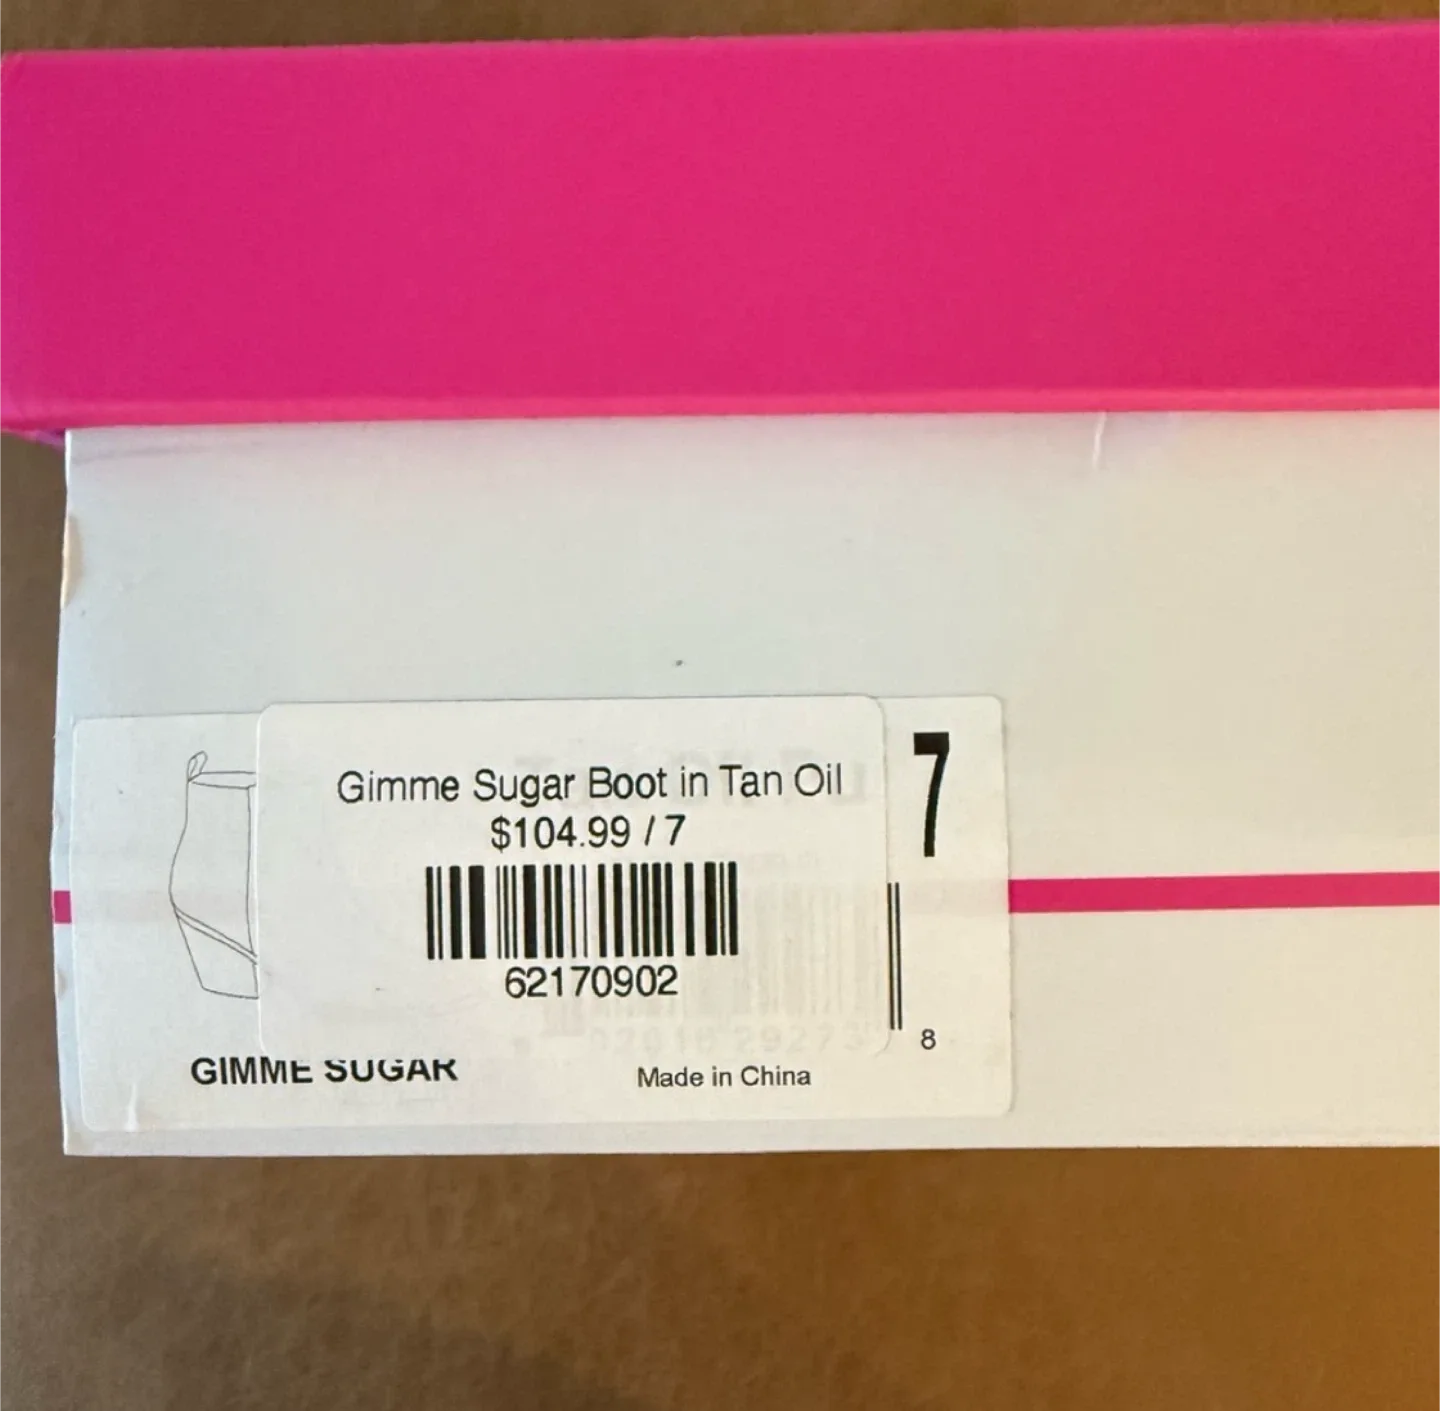 Gimme Sugar Boot in Tan Oil
$104.99 / 7
62170902
7
8
GIMME SUGAR
Made in China